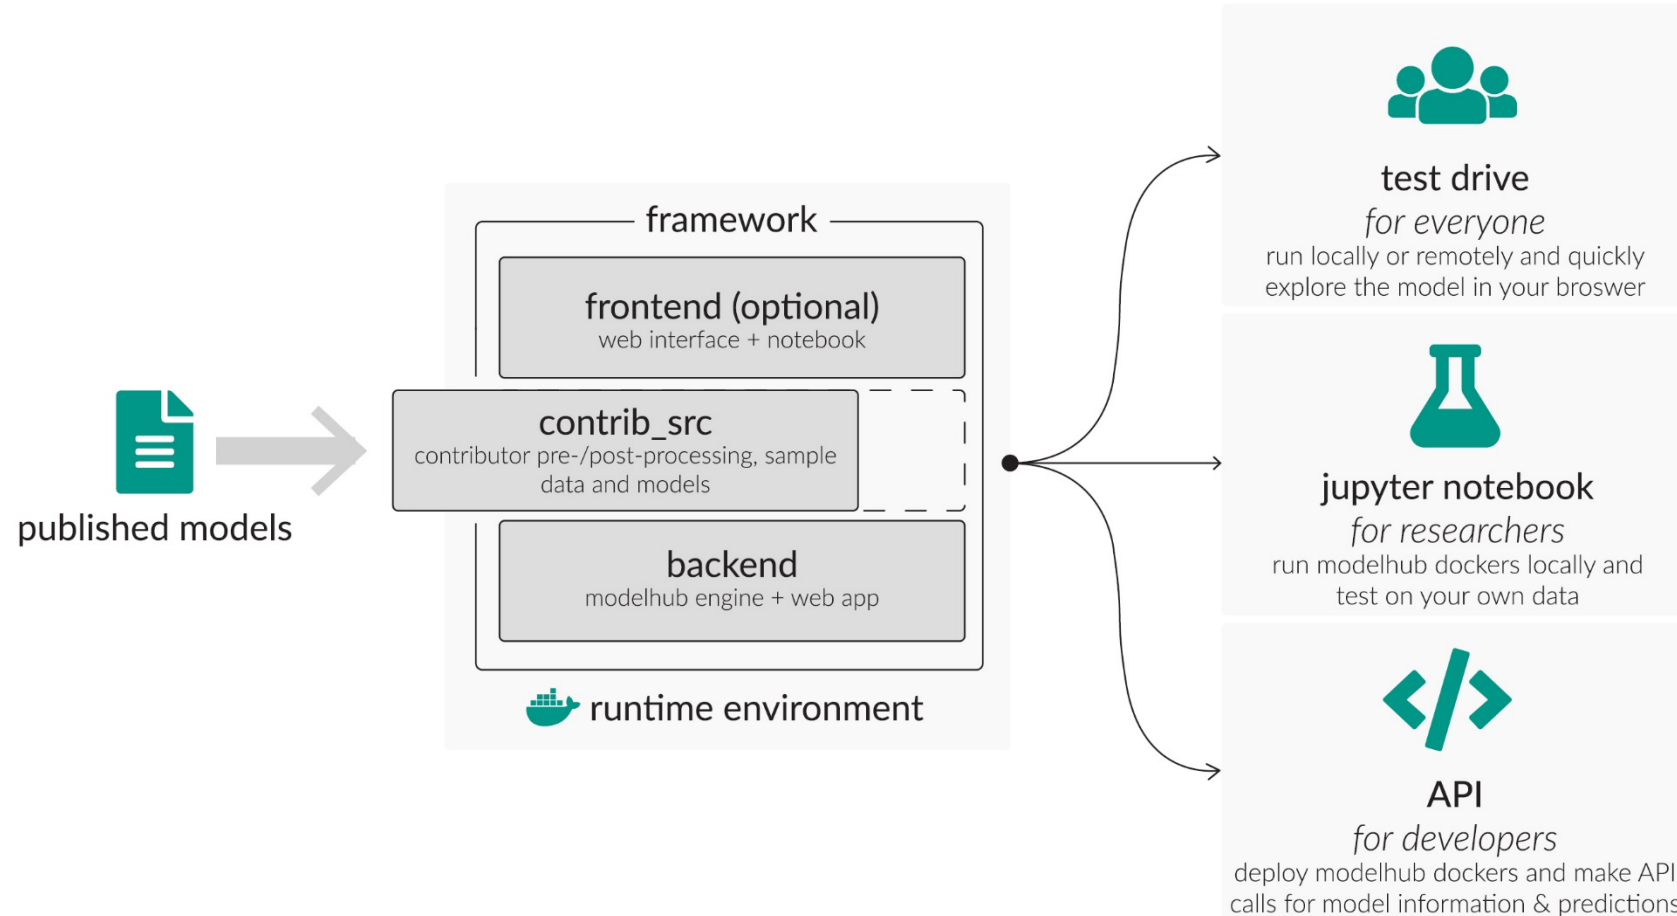 published models
framework
frontend (optional)
web interface + notebook
contrib_src
contributor pre-/post-processing, sample
data and models
backend
modelhub engine + web app
runtime environment
test drive
for everyone
run locally or remotely and quickly
explore the model in your broswer
jupyter notebook
for researchers
run modelhub dockers locally and
test on your own data
API
for developers
deploy modelhub dockers and make API
calls for model information & predictions